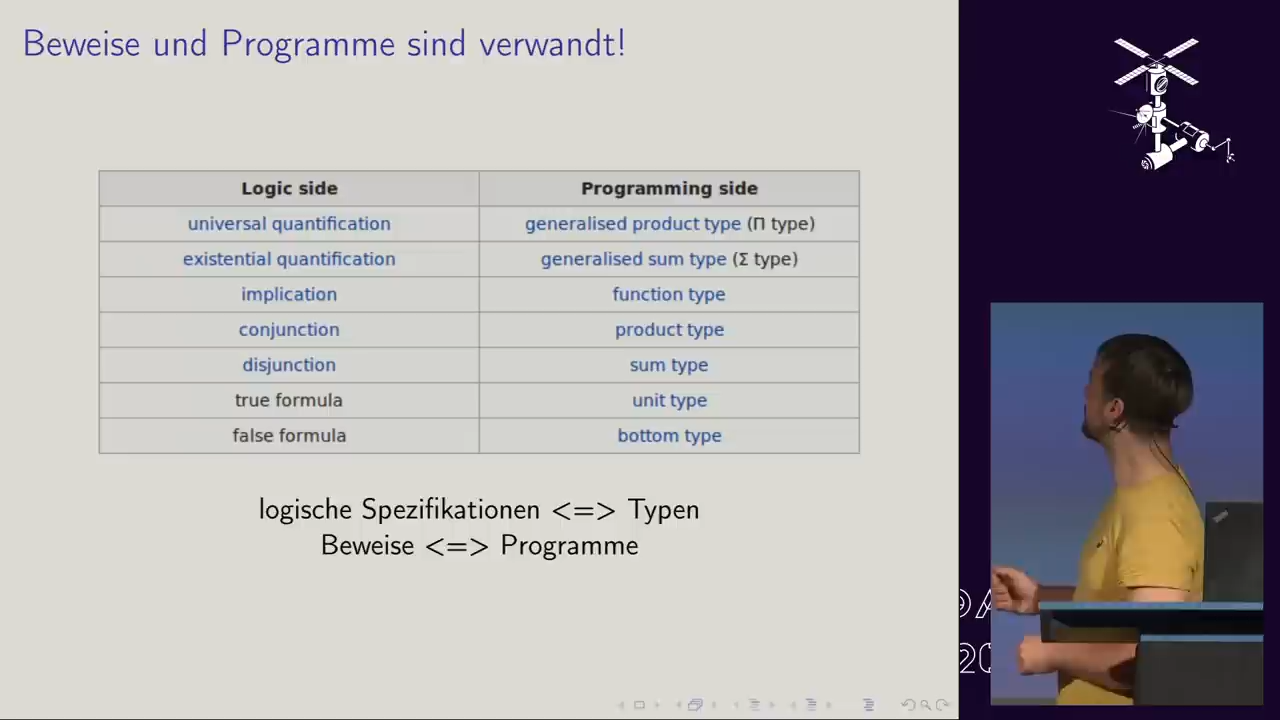 Beweise und Programme sind verwandt!
Logic side Programming side
universal quantification generalised product type (Π type)
existential quantification generalised sum type (Σ type)
implication function type
conjunction product type
disjunction sum type
true formula unit type
false formula bottom type
logische Spezifikationen <=> Typen
Beweise <=> Programme